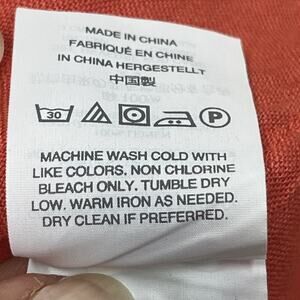 MADE IN CHINA
FABRIQUÉ EN CHINE
IN CHINA HERGESTELLT
中国製
30 P
MACHINE WASH COLD WITH
LIKE COLORS. NON CHLORINE
BLEACH ONLY. TUMBLE DRY
LOW. WARM IRON AS NEEDED.
DRY CLEAN IF PREFERRED.